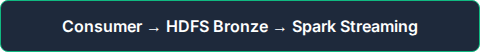 Consumer → HDFS Bronze → Spark Streaming